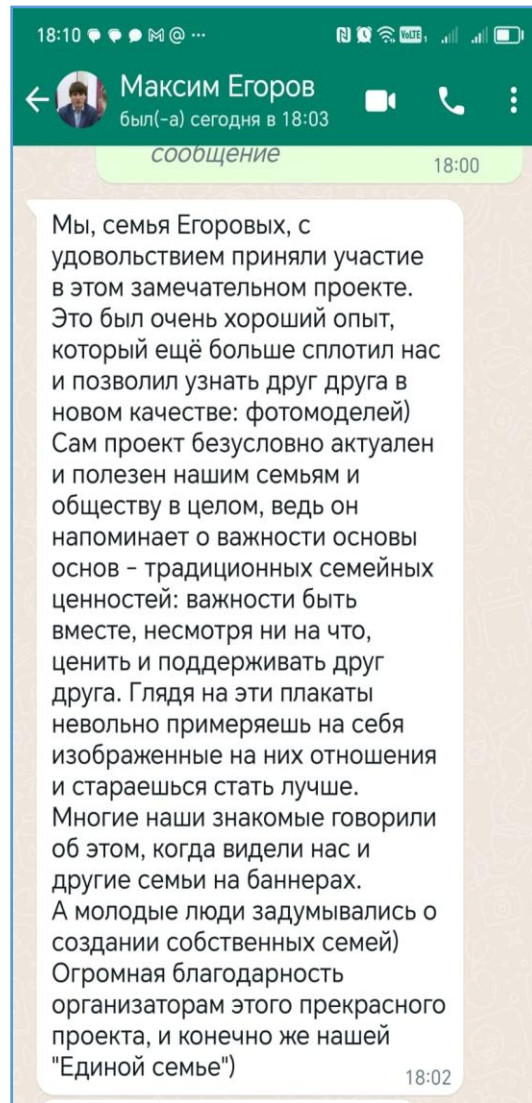 18:10 @ ...
VoLTE
Максим Егоров
был(-а) сегодня в 18:03
сообщение
18:00
Мы, семья Егоровых, с
удовольствием приняли участие
в этом замечательном проекте.
Это был очень хороший опыт,
который ещё больше сплотил нас
и позволил узнать друг друга в
новом качестве: фотомоделей)
Сам проект безусловно актуален
и полезен нашим семьям и
обществу в целом, ведь он
напоминает о важности основы
основ - традиционных семейных
ценностей: важности быть
вместе, несмотря ни на что,
ценить и поддерживать друг
друга. Глядя на эти плакаты
невольно примеряешь на себя
изображенные на них отношения
и стараешься стать лучше.
Многие наши знакомые говорили
об этом, когда видели нас и
другие семьи на баннерах.
А молодые люди задумывались о
создании собственных семей)
Огромная благодарность
организаторам этого прекрасного
проекта, и конечно же нашей
"Единой семье")
18:02